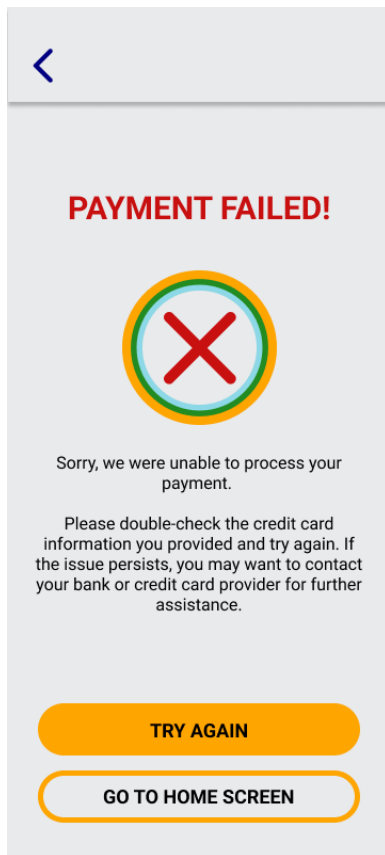 PAYMENT FAILED!
Sorry, we were unable to process your
payment.
Please double-check the credit card
information you provided and try again. If
the issue persists, you may want to contact
your bank or credit card provider for further
assistance.
TRY AGAIN
GO TO HOME SCREEN